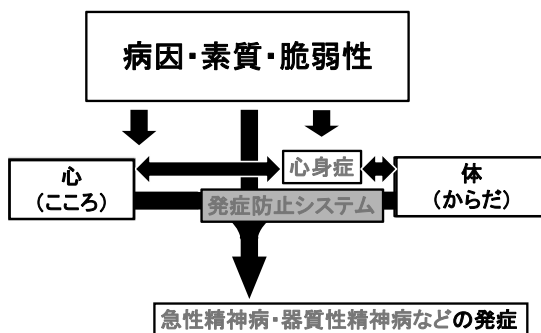 病因・素質・脆弱性
心身症
心
(こころ)
体
(からだ)
発症防止システム
急性精神病・器質性精神病などの発症